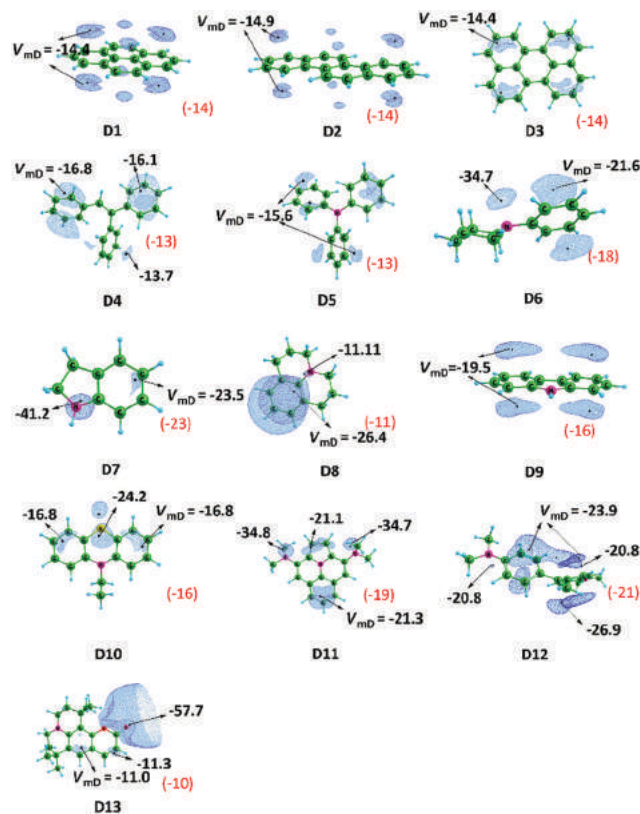 V_mD = -14.9
V_mD = -14.4
V_mD = -14.4
(-14)
(-14)
(-14)
D1
D2
D3
V_mD = -16.8
-16.1
V_mD = -21.6
-34.7
V_mD = -15.6
(-13)
(-13)
(-18)
-13.7
D4
D5
D6
-11.11
V_mD = -23.5
V_mD = -19.5
-41.2
(-23)
(-11)
(-16)
V_mD = -26.4
D7
D8
D9
-24.2
-16.8
V_mD = -16.8
-21.1
-34.8
-34.7
V_mD = -23.9
-20.8
(-16)
(-19)
(-21)
-20.8
V_mD = -21.3
-26.9
D10
D11
D12
-57.7
-11.3
V_mD = -11.0
(-10)
D13